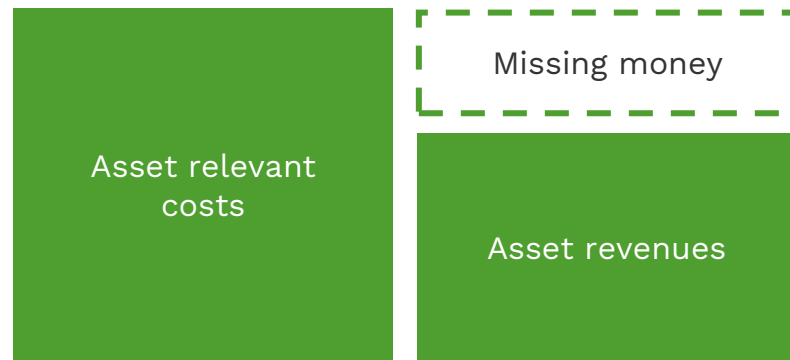 Missing money
Asset relevant
costs
Asset revenues